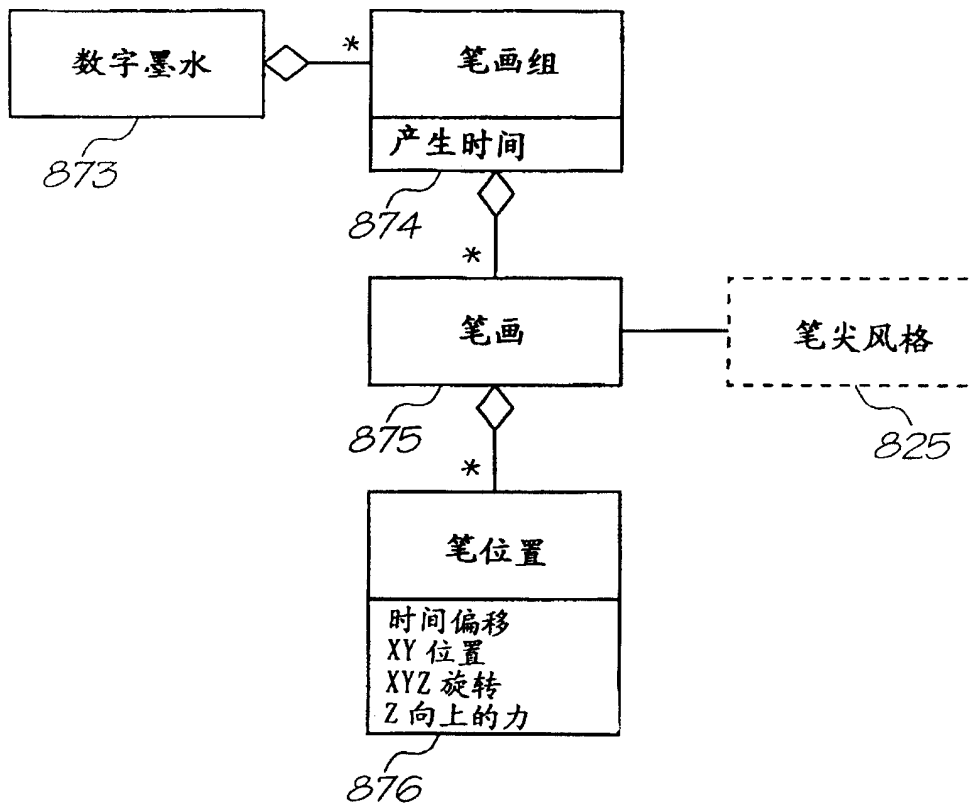 数字墨水
*
笔画组
产生时间
873
874
*
笔画
笔尖风格
875
825
*
笔位置
时间偏移
XY 位置
XYZ 旋转
Z 向上的力
876